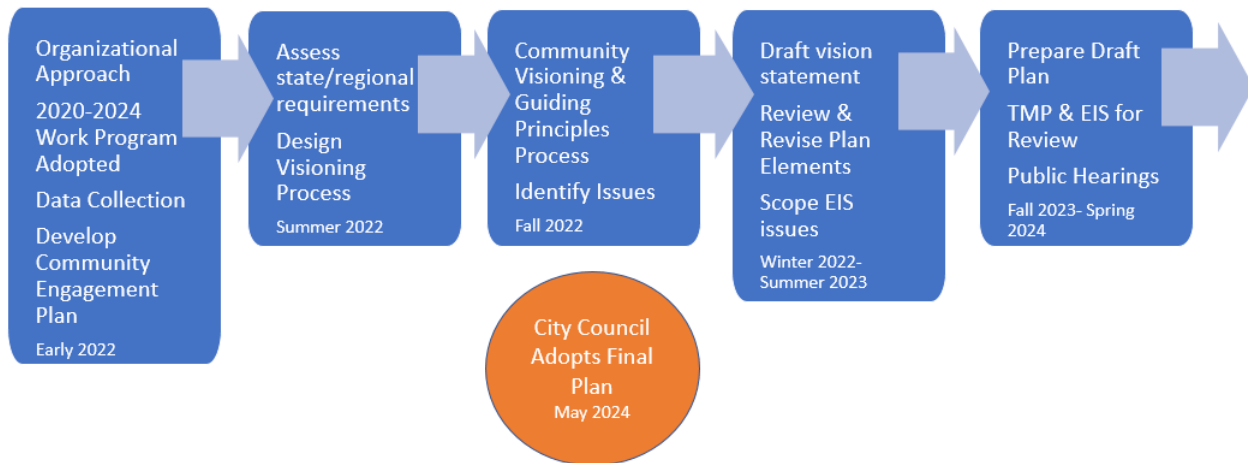 Organizational
Approach
2020-2024
Work Program
Adopted
Data Collection
Develop
Community
Engagement
Plan
Early 2022
Assess
state/regional
requirements
Design
Visioning
Process
Summer 2022
Community
Visioning &
Guiding
Principles
Process
Identify Issues
Fall 2022
Draft vision
statement
Review &
Revise Plan
Elements
Scope EIS
issues
Winter 2022-
Summer 2023
Prepare Draft
Plan
TMP & EIS for
Review
Public Hearings
Fall 2023- Spring
2024
City Council
Adopts Final
Plan
May 2024